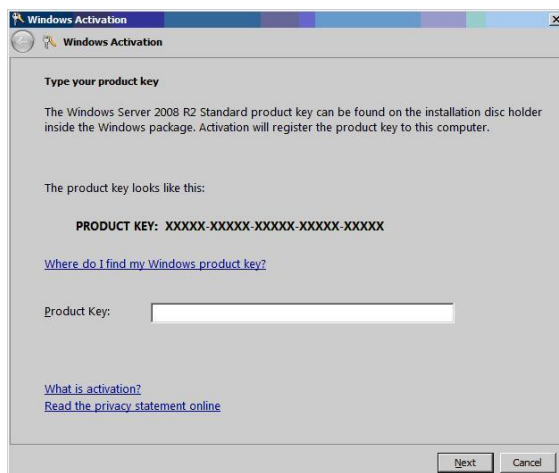 Windows Activation
Windows Activation
Type your product key
The Windows Server 2008 R2 Standard product key can be found on the installation disc holder
inside the Windows package. Activation will register the product key to this computer.
The product key looks like this:
PRODUCT KEY: XXXXX-XXXXX-XXXXX-XXXXX-XXXXX
Where do I find my Windows product key?
Product Key:
What is activation?
Read the privacy statement online
Next Cancel